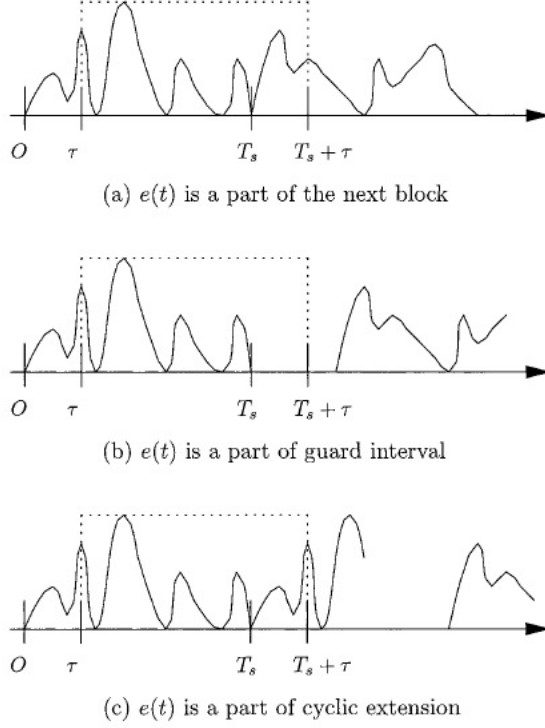 O τ T_s T_s + τ
(a) e(t) is a part of the next block
O τ T_s T_s + τ
(b) e(t) is a part of guard interval
O τ T_s T_s + τ
(c) e(t) is a part of cyclic extension